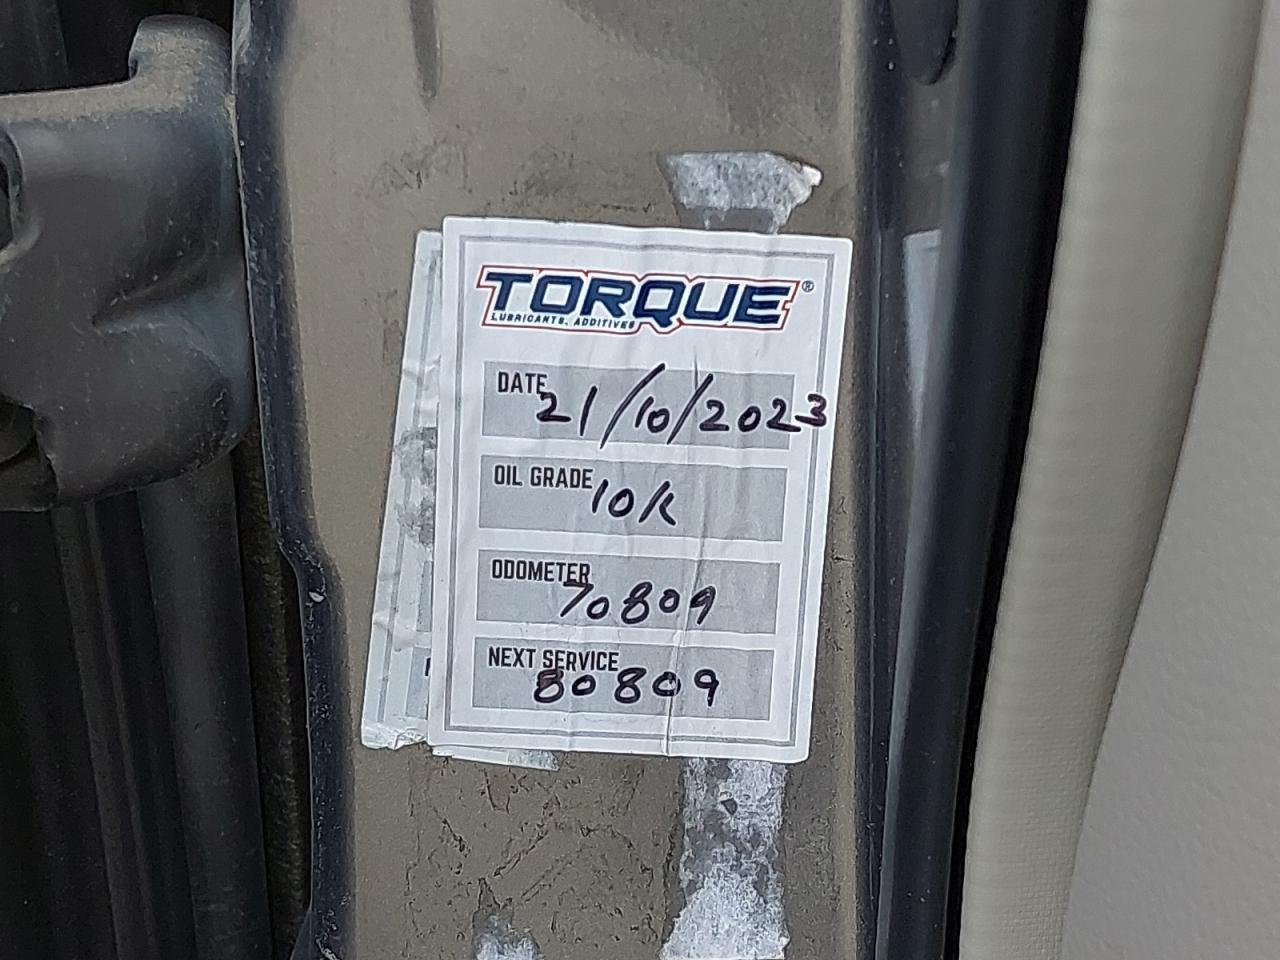 TORQUE®
LUBRICANTS, ADDITIVES
DATE 21/10/2023
OIL GRADE 10K
ODOMETER 70809
NEXT SERVICE 80809